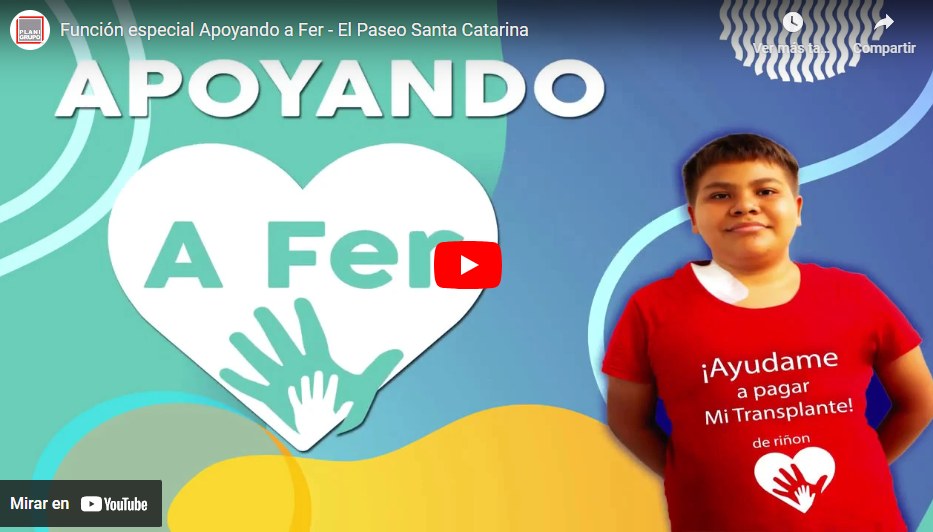 PLANI
GRUPO
Función especial Apoyando a Fer - El Paseo Santa Catarina
Ver más ta...
Compartir
APOYANDO
A Fer
¡Ayudame
a pagar
Mi Transplante!
de riñon
Mirar en YouTube